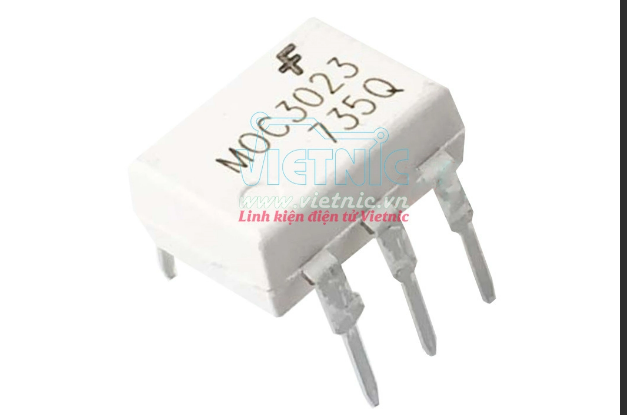 MOC3023
735Q
VIETNIC
www.vietnic.vn
Linh kiện điện tử Vietnic